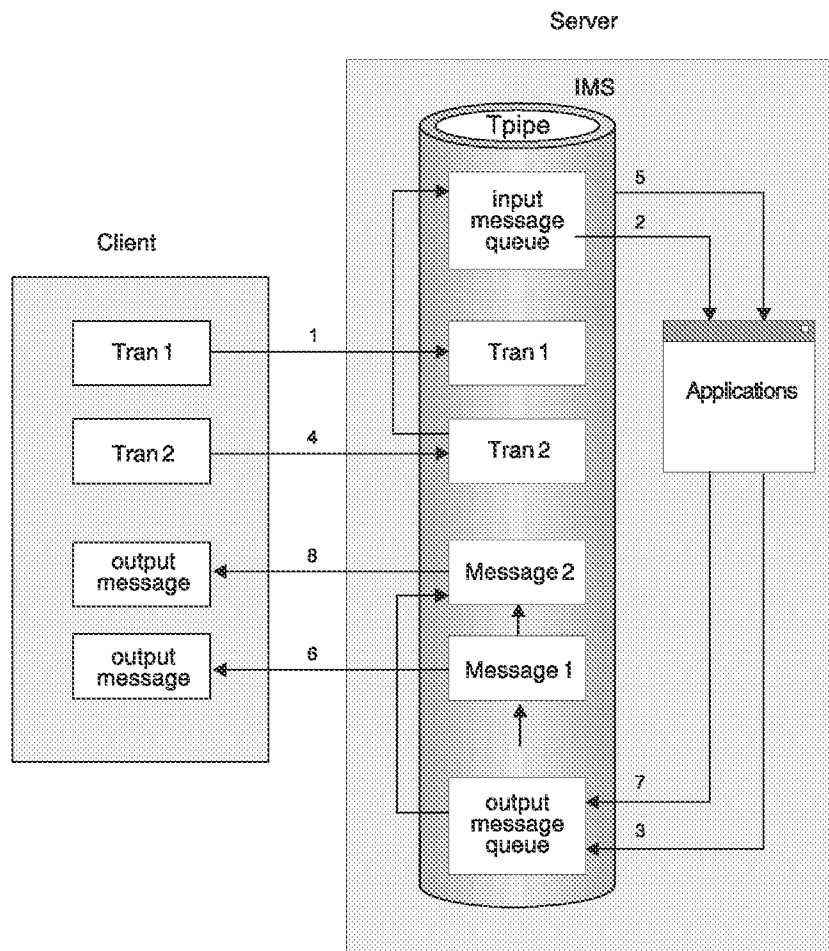 Server
IMS
Tpipe
input
message
queue
5
2
Client
Tran 1
1
Tran 1
Applications
Tran 2
4
Tran 2
output
message
8
Message 2
output
message
6
Message 1
output
message
queue
7
3